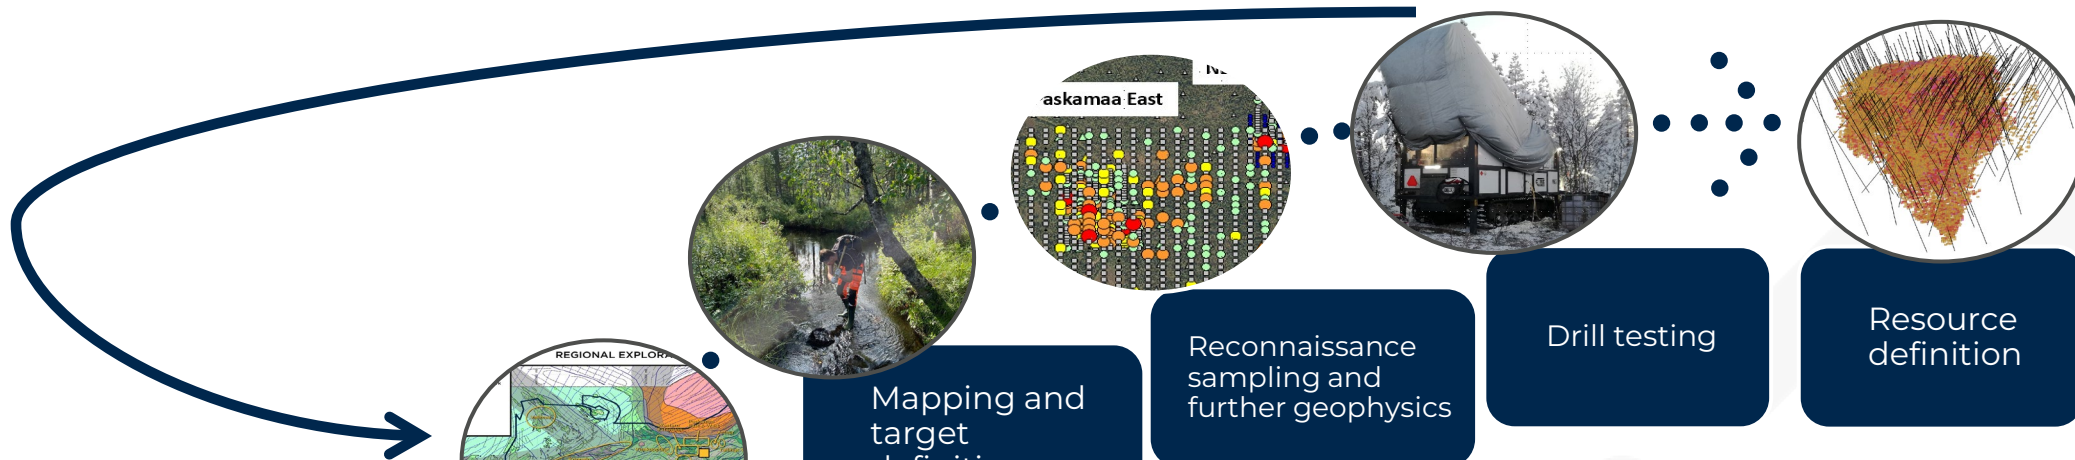 askamaa East
REGIONAL EXPLORA
Mapping and
target
Reconnaissance
sampling and
further geophysics
Drill testing
Resource
definition